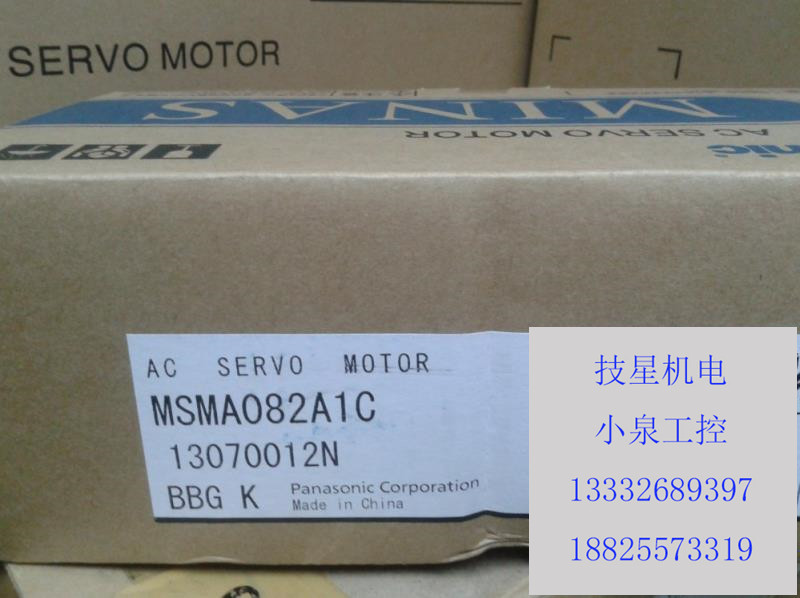 SERVO MOTOR
MINAS
AC SERVO MOTOR
nic
AC SERVO MOTOR
MSMA082A1C
13070012N
BBG K Panasonic Corporation
Made in China
技星机电
小泉工控
13332689397
18825573319